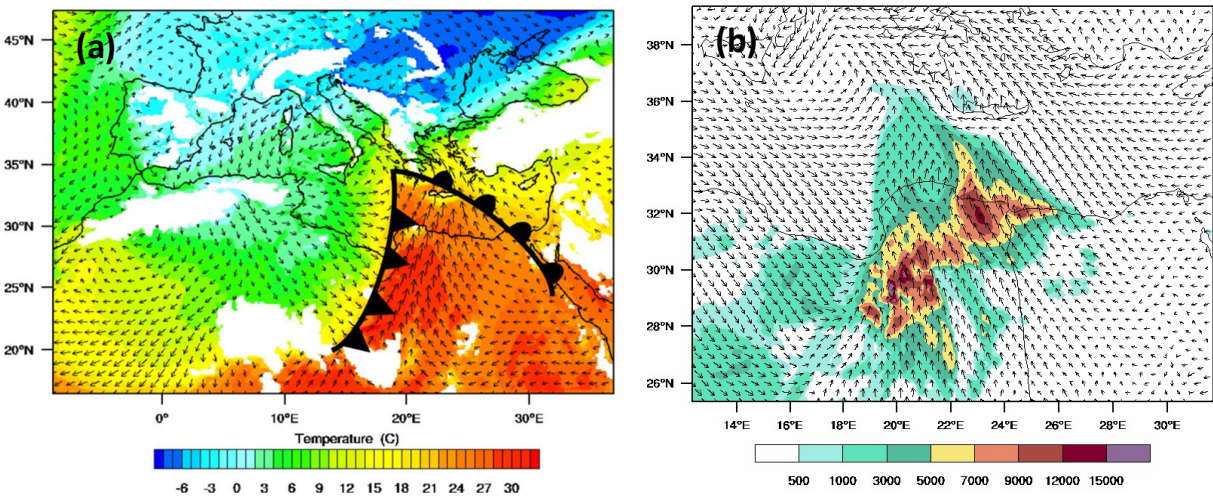 (a)
45°N
40°N
35°N
30°N
25°N
20°N
0° 10°E 20°E 30°E
Temperature (C)
-6 -3 0 3 6 9 12 15 18 21 24 27 30
(b)
38°N
36°N
34°N
32°N
30°N
28°N
26°N
14°E 16°E 18°E 20°E 22°E 24°E 26°E 28°E 30°E
500 1000 3000 5000 7000 9000 12000 15000